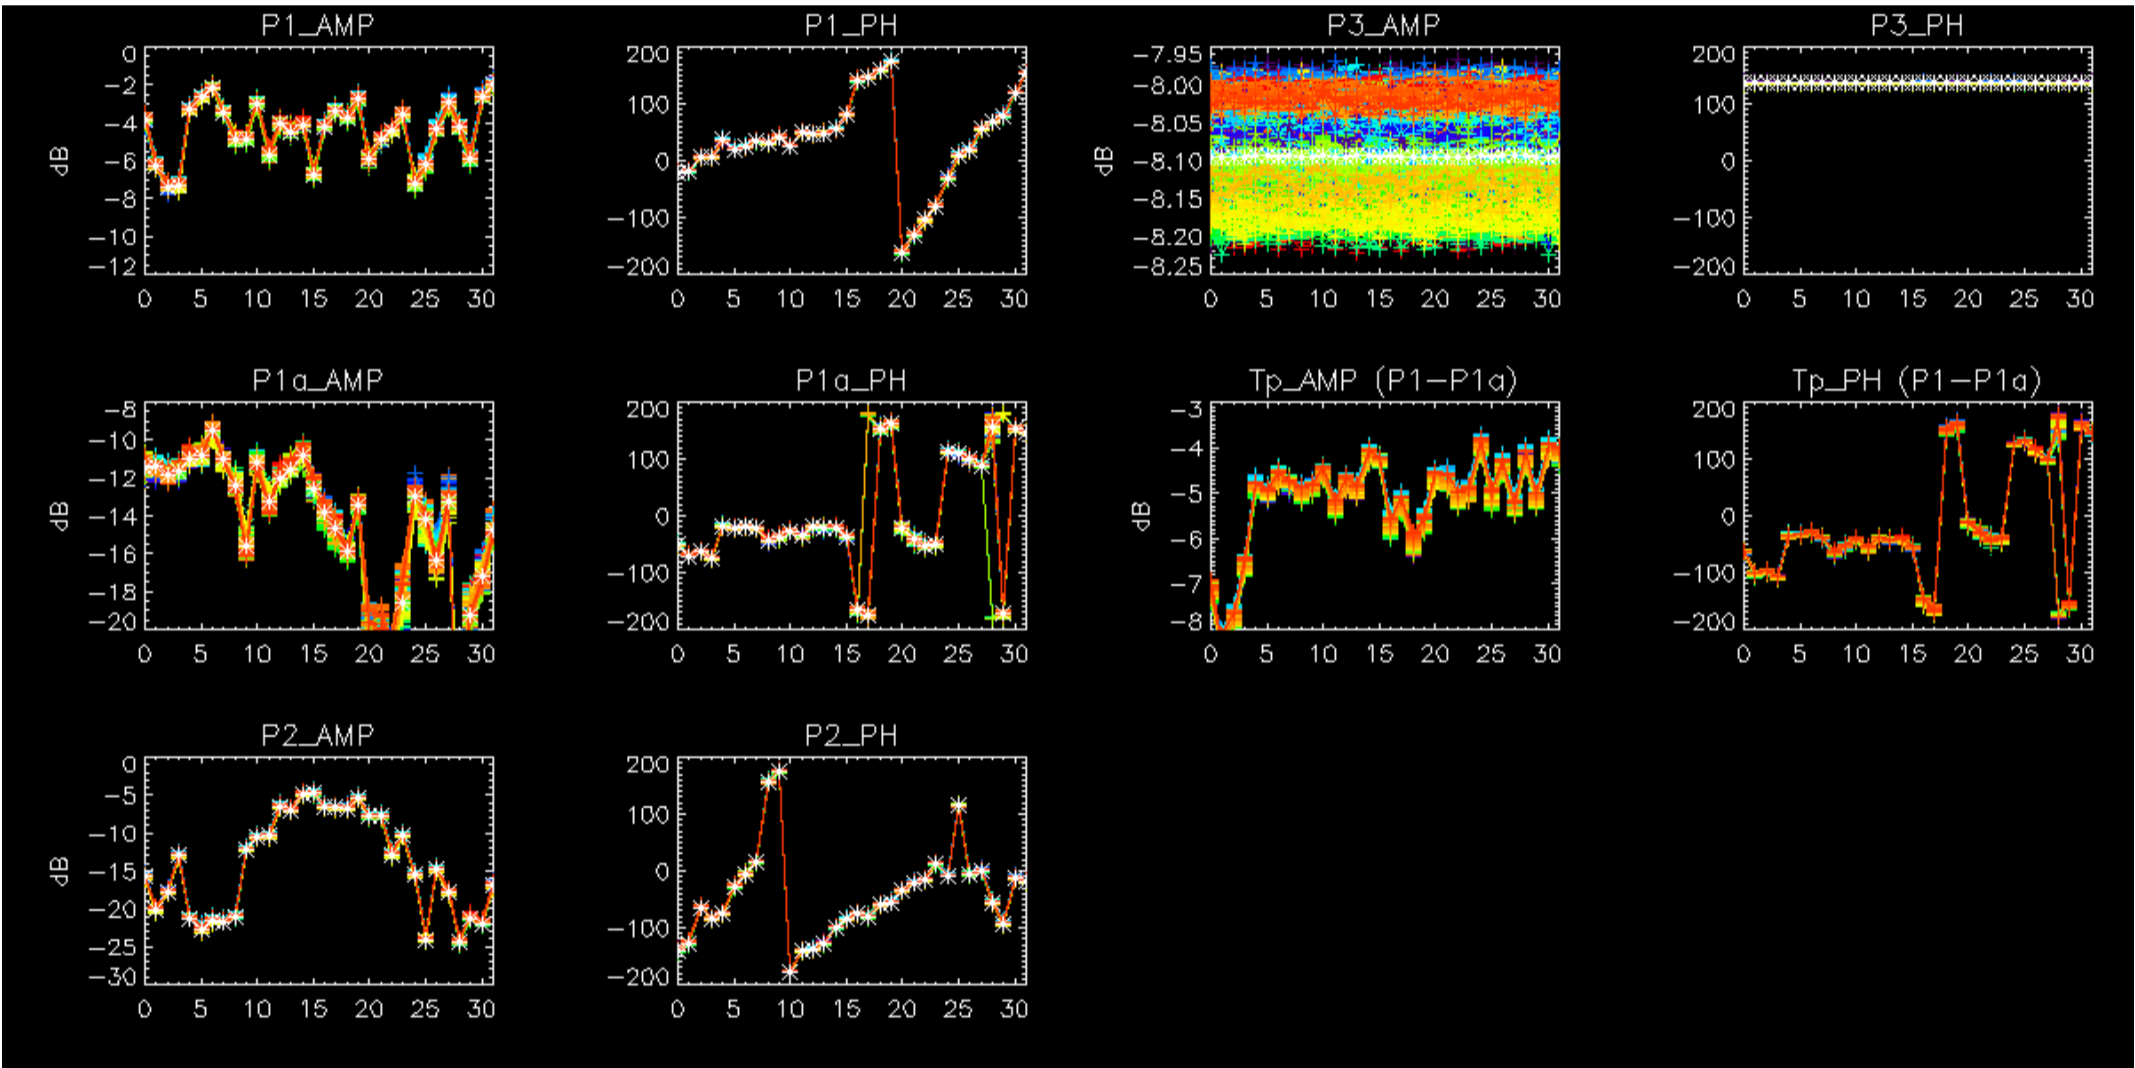 P1_AMP
P1_PH
P3_AMP
P3_PH
0
-2
-4
-6
-8
-10
-12
dB
0 5 10 15 20 25 30
200
100
0
-100
-200
0 5 10 15 20 25 30
-7.95
-8.00
-8.05
-8.10
-8.15
-8.20
-8.25
dB
0 5 10 15 20 25 30
200
100
0
-100
-200
0 5 10 15 20 25 30
P1a_AMP
P1a_PH
Tp_AMP (P1-P1a)
Tp_PH (P1-P1a)
-8
-10
-12
-14
-16
-18
-20
dB
0 5 10 15 20 25 30
200
100
0
-100
-200
0 5 10 15 20 25 30
-3
-4
-5
-6
-7
-8
dB
0 5 10 15 20 25 30
200
100
0
-100
-200
0 5 10 15 20 25 30
P2_AMP
P2_PH
0
-5
-10
-15
-20
-25
-30
dB
0 5 10 15 20 25 30
200
100
0
-100
-200
0 5 10 15 20 25 30